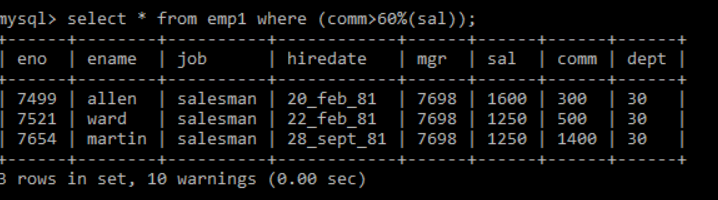 mysql> select * from emp1 where (comm>60%(sal));
+------+--------+----------+------------+------+------+------+------+
| eno | ename | job | hiredate | mgr | sal | comm | dept |
+------+--------+----------+------------+------+------+------+------+
| 7499 | allen | salesman | 20_feb_81 | 7698 | 1600 | 300 | 30 |
| 7521 | ward | salesman | 22_feb_81 | 7698 | 1250 | 500 | 30 |
| 7654 | martin | salesman | 28_sept_81 | 7698 | 1250 | 1400 | 30 |
+------+--------+----------+------------+------+------+------+------+
3 rows in set, 10 warnings (0.00 sec)